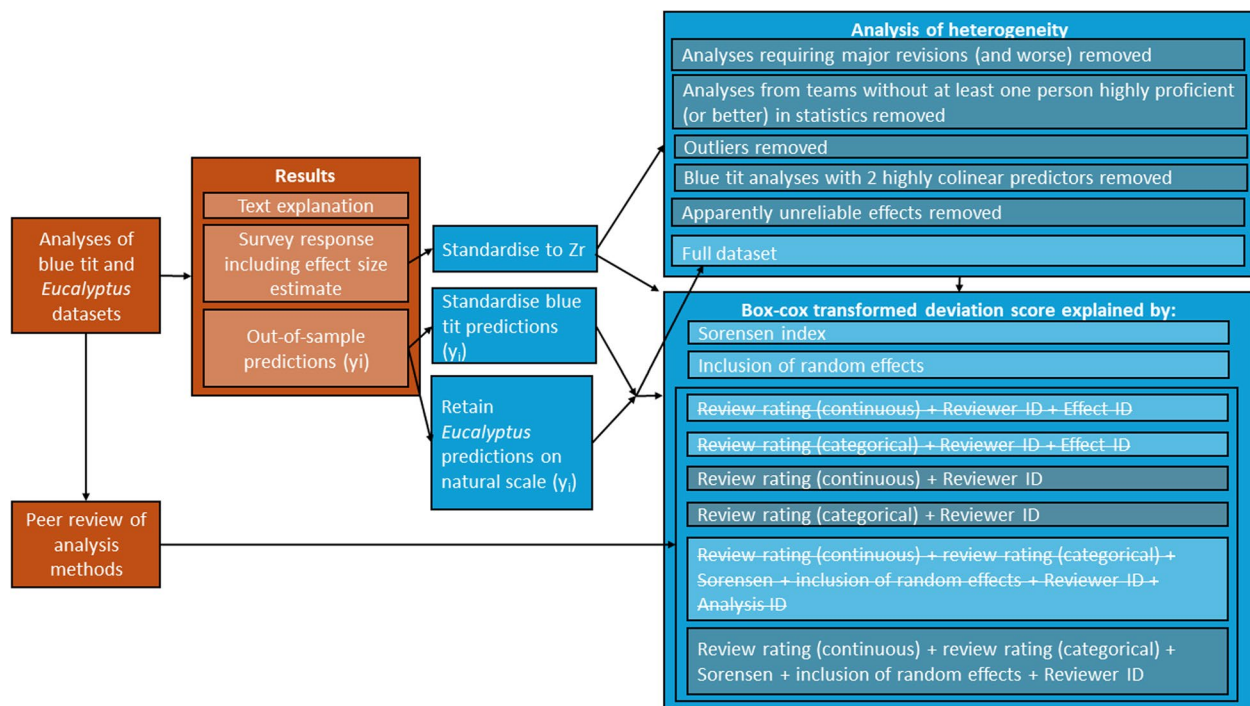 Analysis of heterogeneity
Analyses requiring major revisions (and worse) removed
Analyses from teams without at least one person highly proficient
(or better) in statistics removed
Outliers removed
Blue tit analyses with 2 highly colinear predictors removed
Apparently unreliable effects removed
Full dataset
Results
Text explanation
Survey response
including effect size
estimate
Out-of-sample
predictions (yi)
Analyses of
blue tit and
Eucalyptus
datasets
Standardise to Zr
Standardise blue
tit predictions
(yi)
Retain
Eucalyptus
predictions on
natural scale (yi)
Peer review of
analysis
methods
Box-cox transformed deviation score explained by:
Sorensen index
Inclusion of random effects
Review rating (continuous) + Reviewer ID + Effect ID
Review rating (categorical) + Reviewer ID + Effect ID
Review rating (continuous) + Reviewer ID
Review rating (categorical) + Reviewer ID
Review rating (continuous) + review rating (categorical) +
Sorensen + inclusion of random effects + Reviewer ID +
Analysis ID
Review rating (continuous) + review rating (categorical) +
Sorensen + inclusion of random effects + Reviewer ID